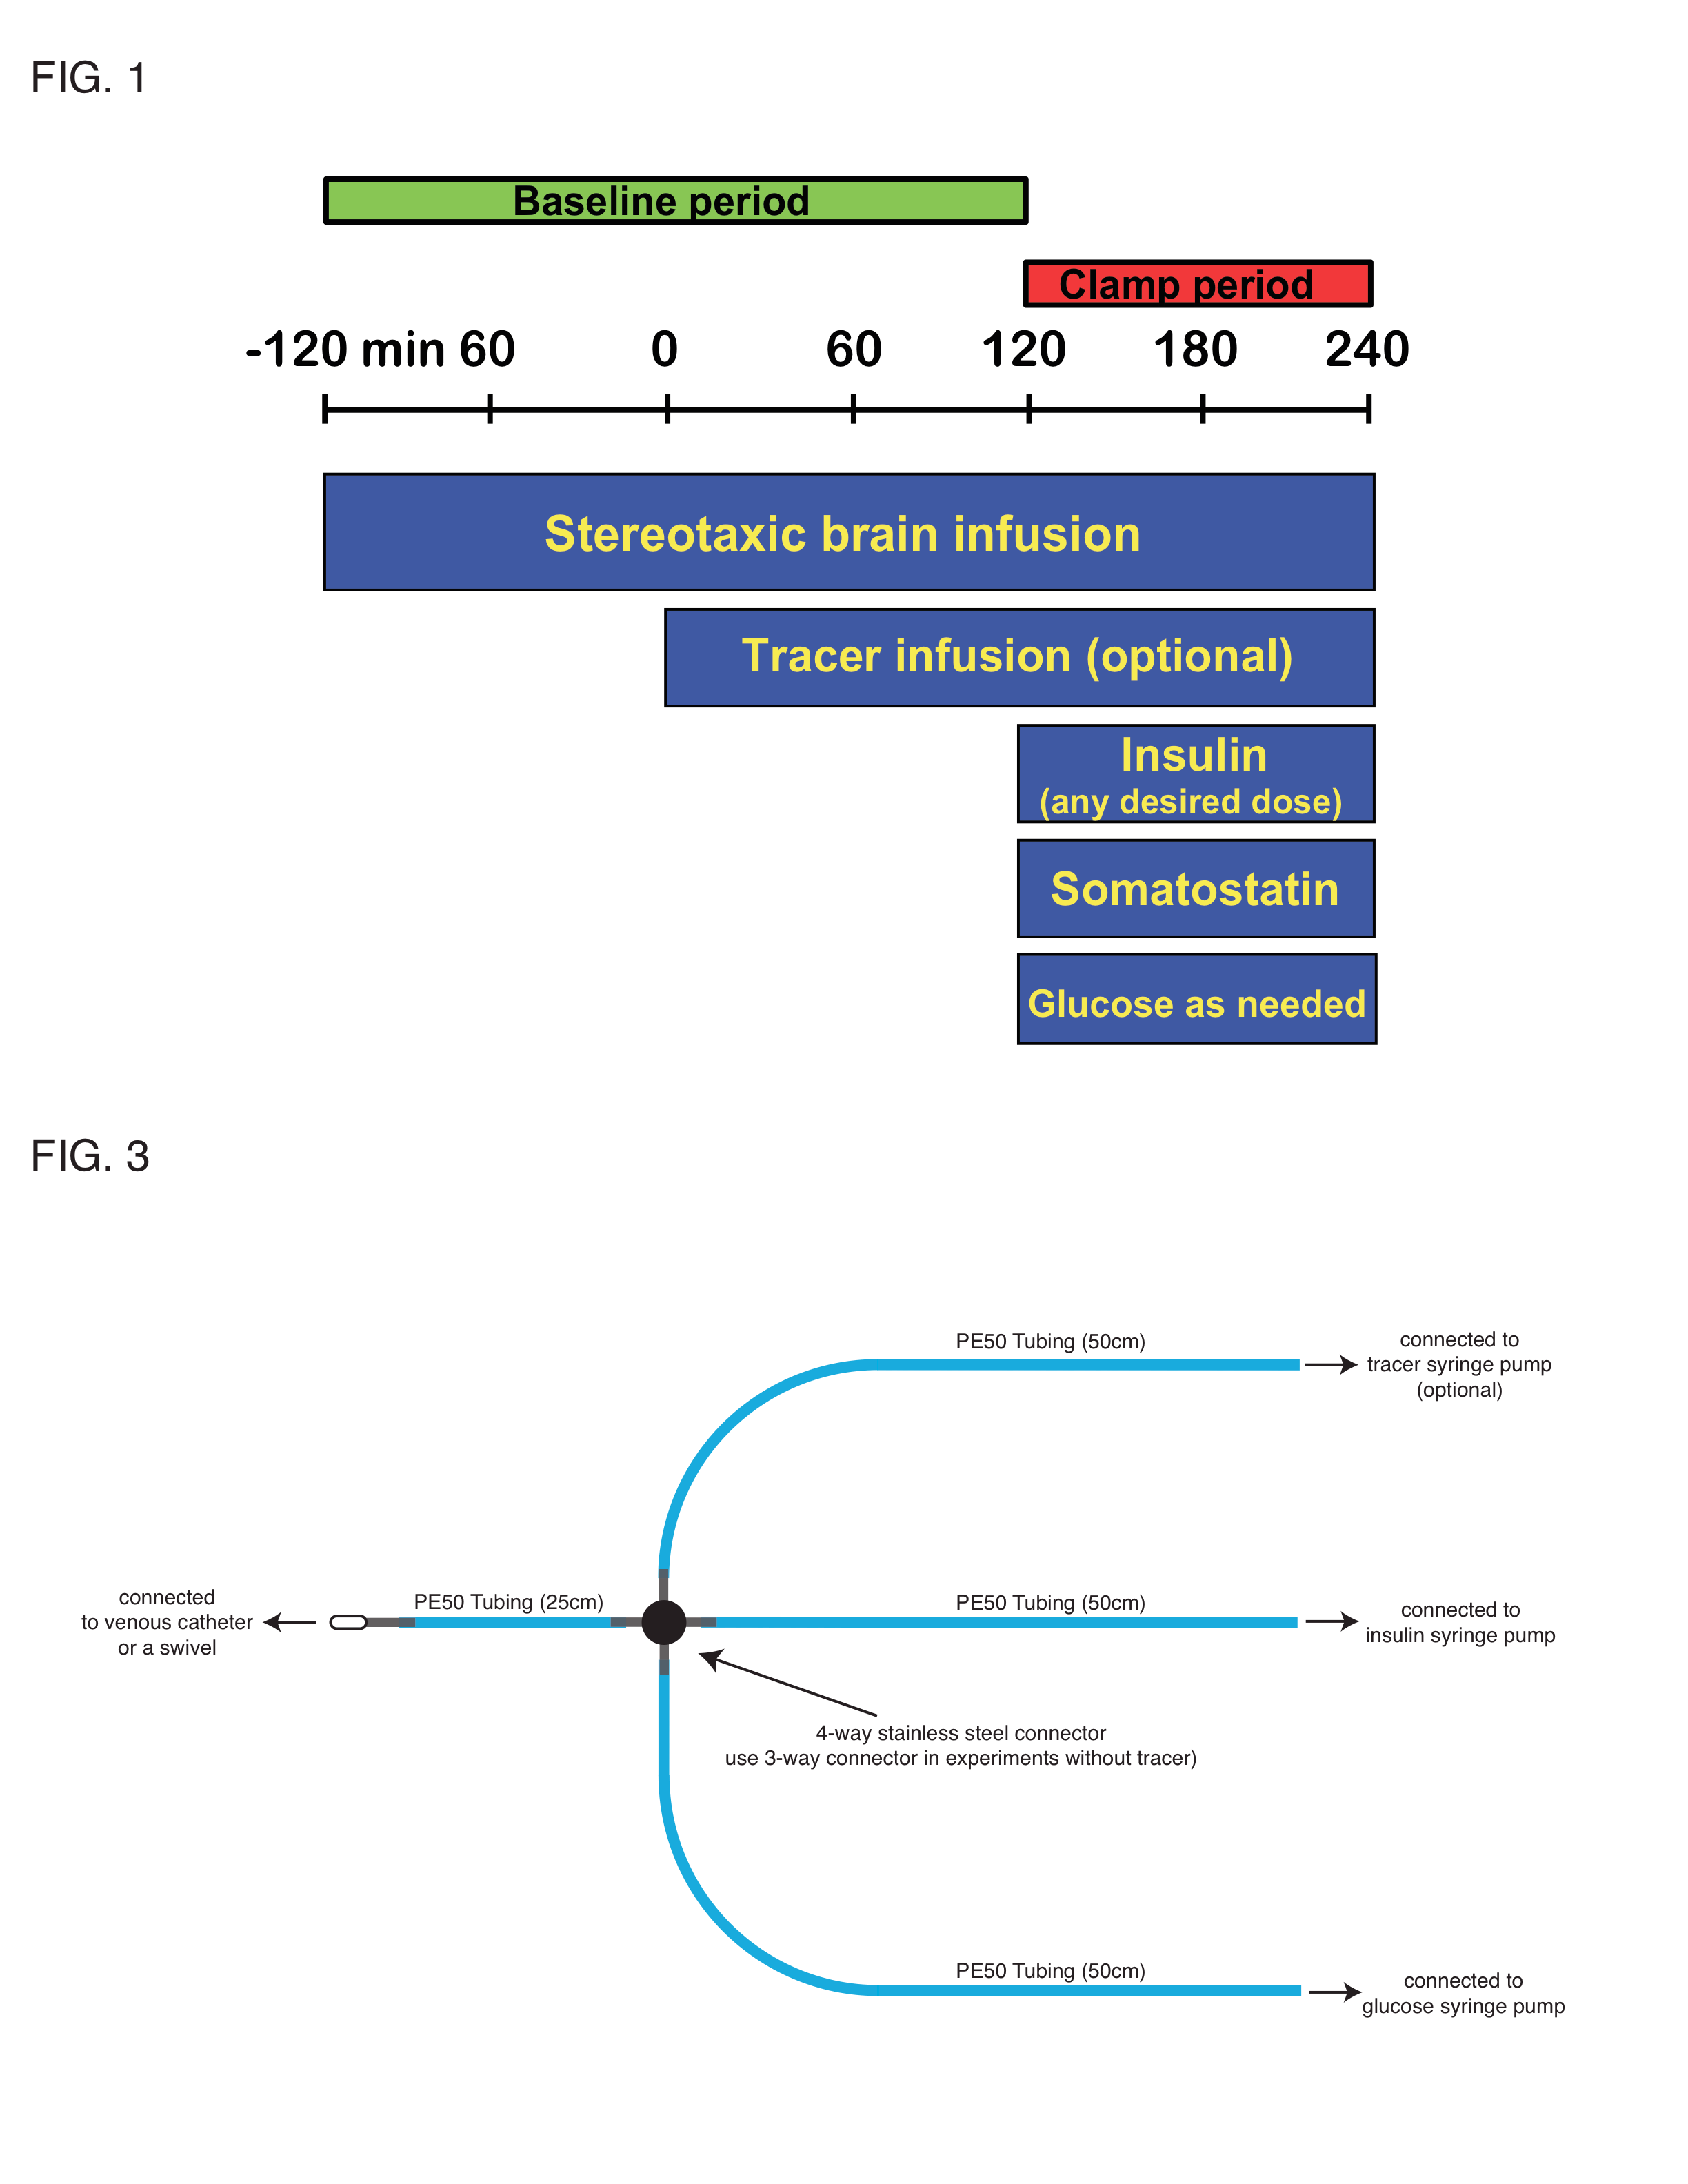 FIG. 1
Baseline period
Clamp period
-120 min 60 0 60 120 180 240
Stereotaxic brain infusion
Tracer infusion (optional)
Insulin
(any desired dose)
Somatostatin
Glucose as needed
FIG. 3
PE50 Tubing (50cm)
connected to
tracer syringe pump
(optional)
connected
to venous catheter
or a swivel
PE50 Tubing (25cm)
PE50 Tubing (50cm)
connected to
insulin syringe pump
4-way stainless steel connector
use 3-way connector in experiments without tracer)
PE50 Tubing (50cm)
connected to
glucose syringe pump